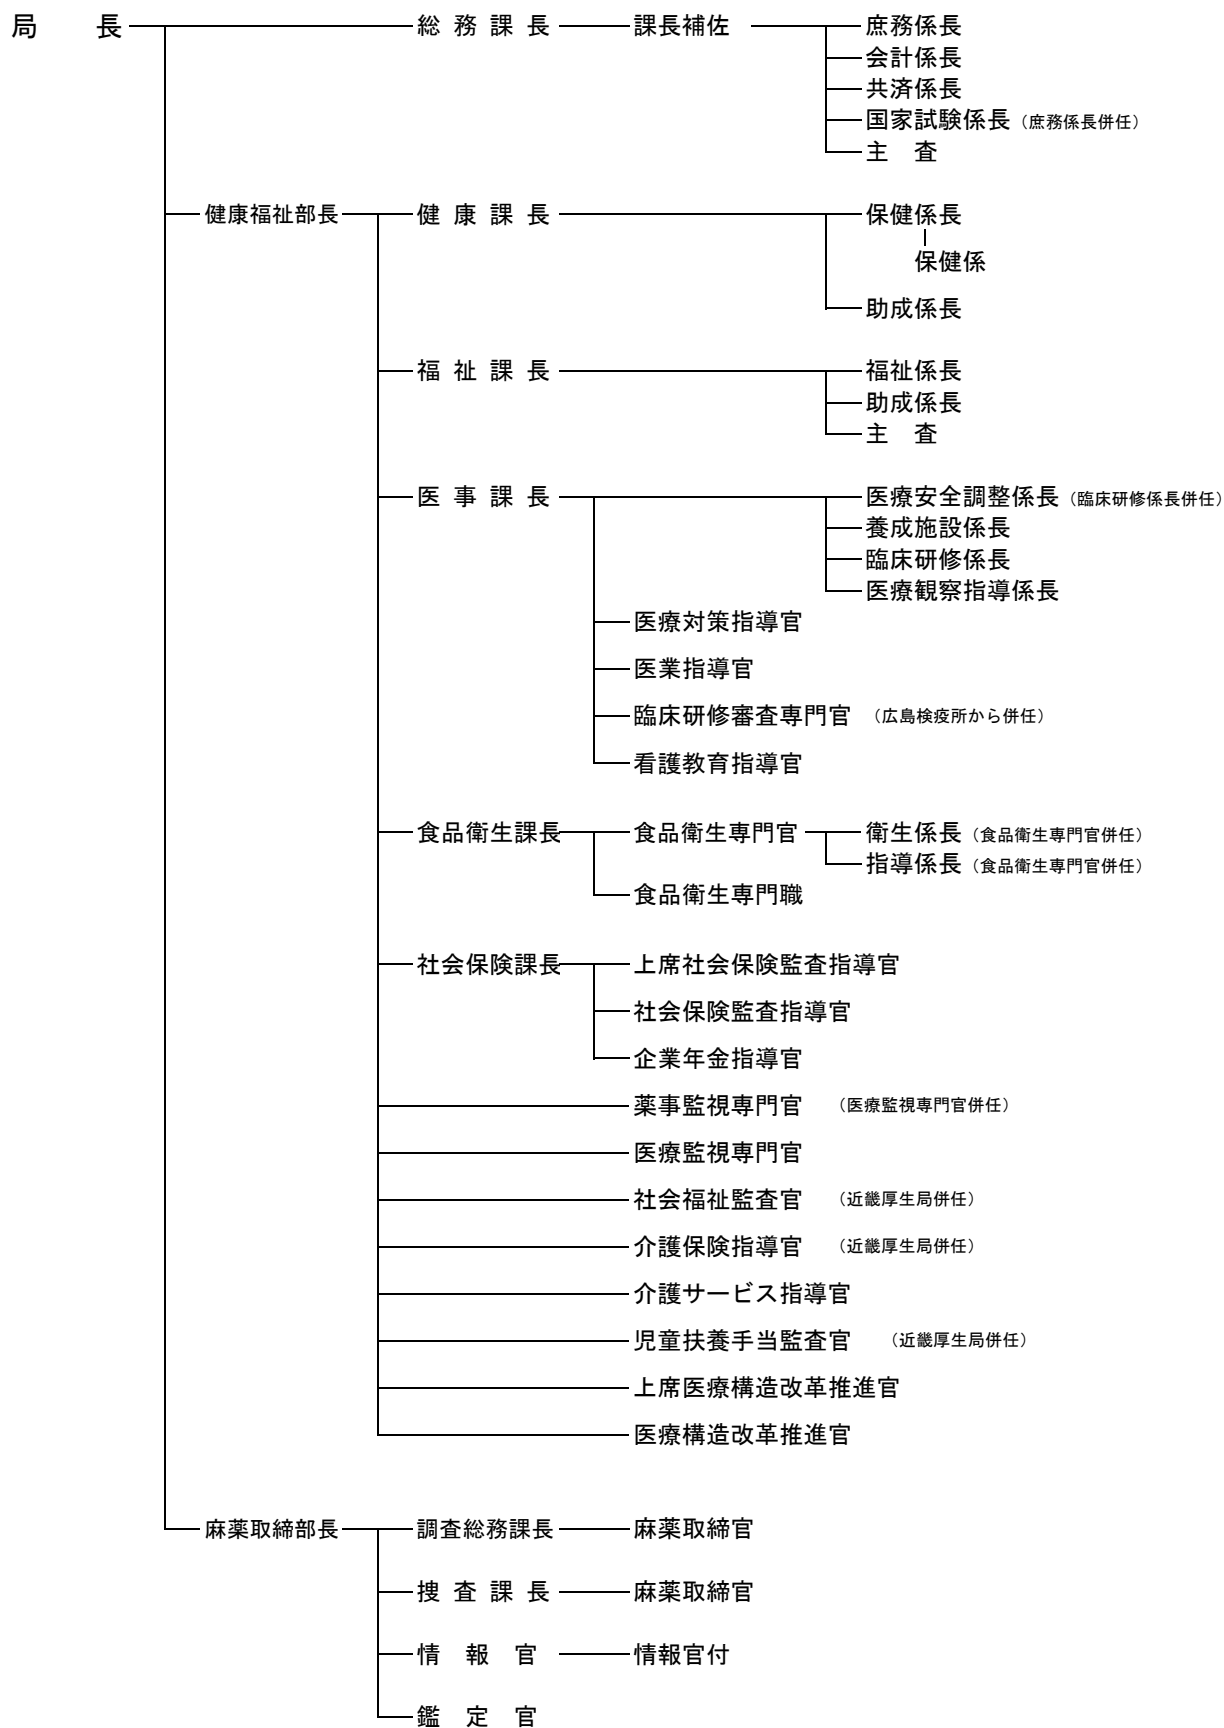 局　　長　総 務 課 長　課長補佐　庶務係長
会計係長
共済係長
国家試験係長（庶務係長併任）
主　査
健康福祉部長　健 康 課 長　保健係長
保健係
助成係長
福 祉 課 長　福祉係長
助成係長
主　査
医 事 課 長　医療安全調整係長（臨床研修係長併任）
養成施設係長
臨床研修係長
医療観察指導係長
医療対策指導官
医業指導官
臨床研修審査専門官　（広島検疫所から併任）
看護教育指導官
食品衛生課長　食品衛生専門官　衛生係長（食品衛生専門官併任）
指導係長（食品衛生専門官併任）
食品衛生専門職
社会保険課長　上席社会保険監査指導官
社会保険監査指導官
企業年金指導官
薬事監視専門官　（医療監視専門官併任）
医療監視専門官
社会福祉監査官　（近畿厚生局併任）
介護保険指導官　（近畿厚生局併任）
介護サービス指導官
児童扶養手当監査官　（近畿厚生局併任）
上席医療構造改革推進官
医療構造改革推進官
麻薬取締部長　調査総務課長　麻薬取締官
捜 査 課 長　麻薬取締官
情　報　官　情報官付
鑑　定　官